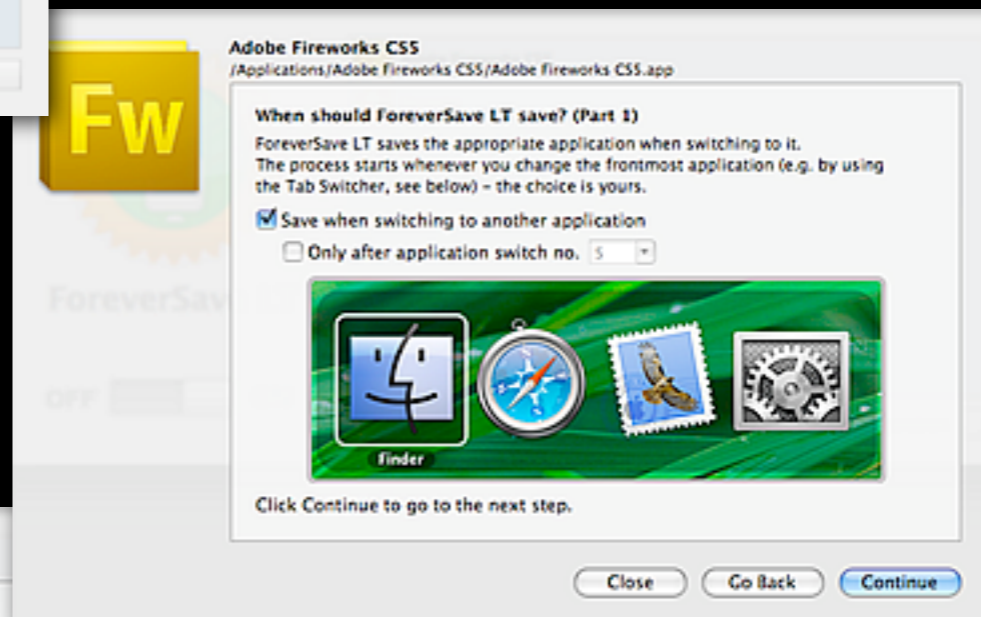 Adobe Fireworks CS5
/Applications/Adobe Fireworks CS5/Adobe Fireworks CS5.app
Fw
When should ForeverSave LT save? (Part 1)
ForeverSave LT saves the appropriate application when switching to it.
The process starts whenever you change the frontmost application (e.g. by using
the Tab Switcher, see below) – the choice is yours.
Save when switching to another application
Only after application switch no. 5
ForeverSav
OFF
Finder
Click Continue to go to the next step.
Close Go Back Continue